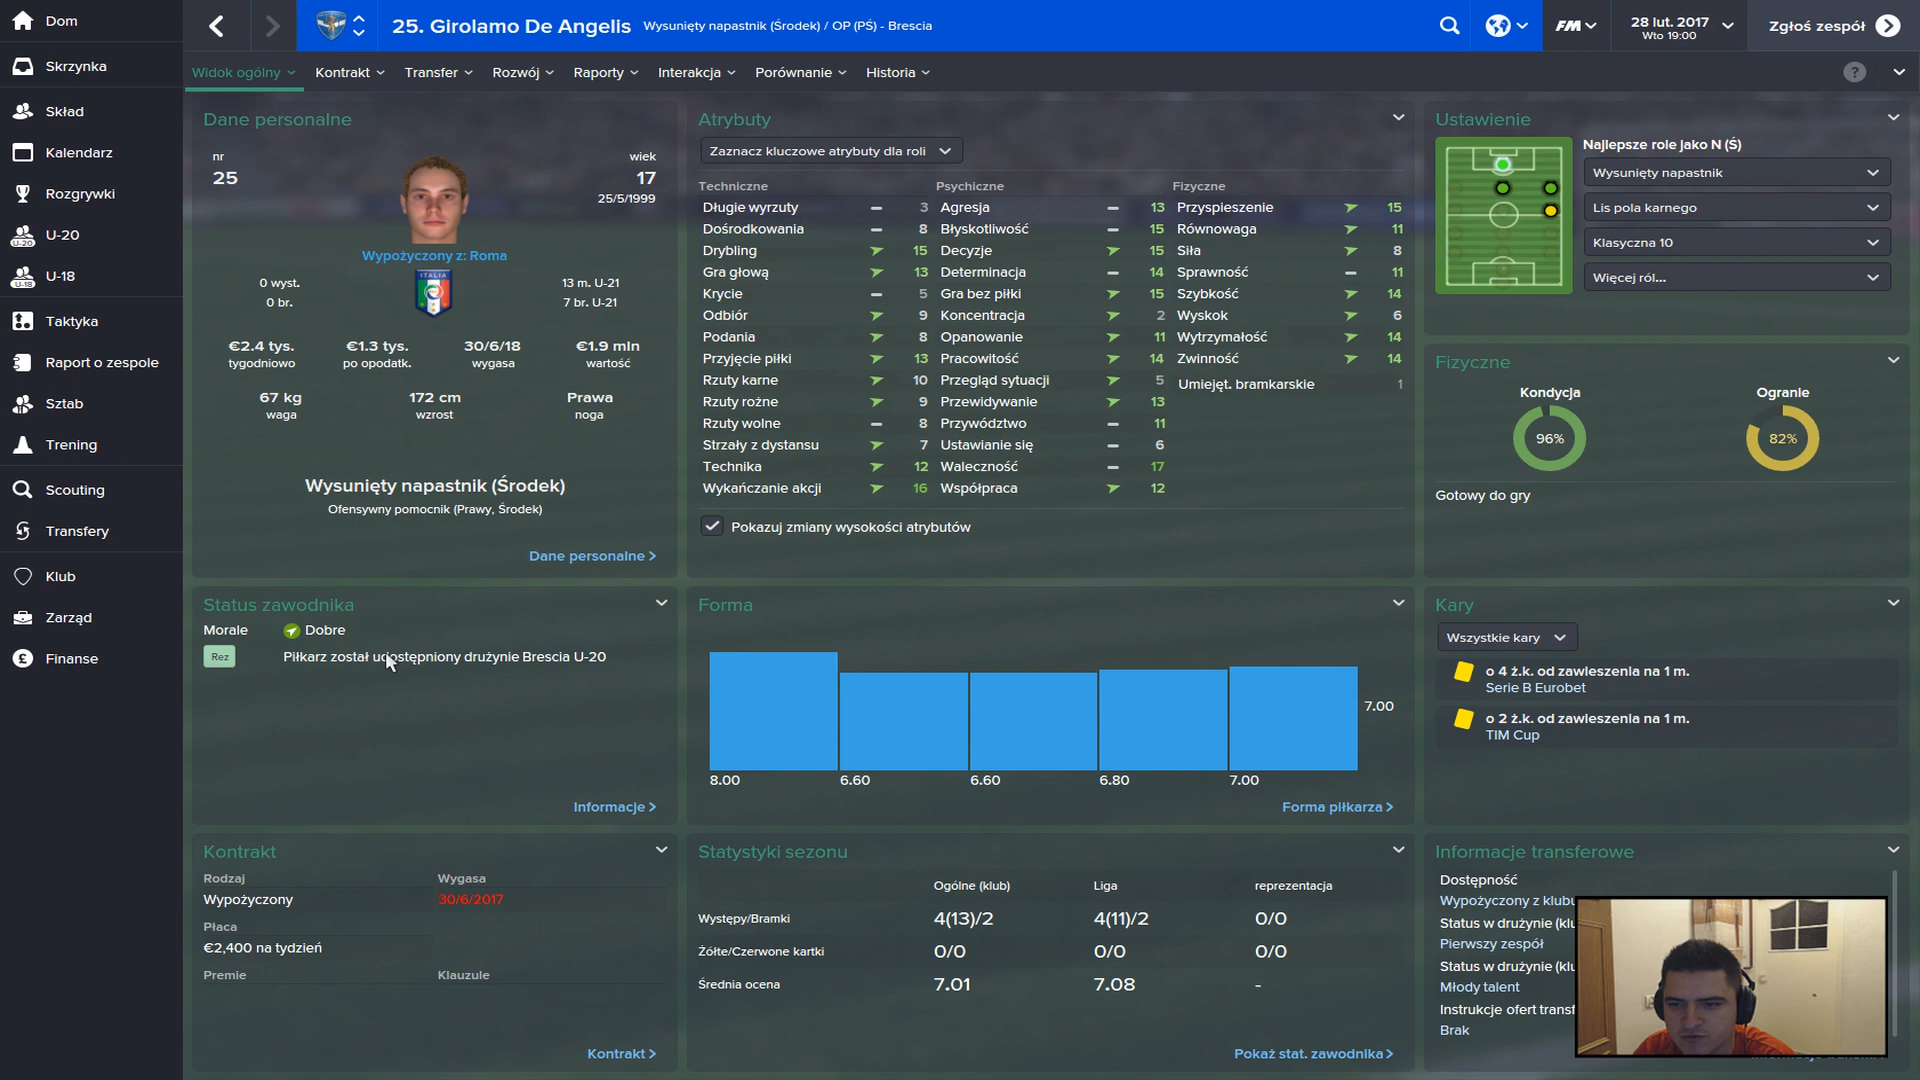 Dom
Skrzynka
Skład
Kalendarz
Rozgrywki
U-20
U-18
Taktyka
Raport o zespole
Sztab
Trening
Scouting
Transfery
Klub
Zarząd
Finanse
25. Girolamo De Angelis
Wysunięty napastnik (Środek) / OP (PŚ) - Brescia
FM
28 lut. 2017
Wto 19:00
Zgłoś zespół
Widok ogólny
Kontrakt
Transfer
Rozwój
Raporty
Interakcja
Porównanie
Historia
?
Dane personalne
nr
25
wiek
17
25/5/1999
Wypożyczony z: Roma
0 wyst.
0 br.
ITALIA
13 m. U-21
7 br. U-21
€2.4 tys.
tygodniowo
€1.3 tys.
po opodatk.
30/6/18
wygasa
€1.9 mln
wartość
67 kg
waga
172 cm
wzrost
Prawa
noga
Wysunięty napastnik (Środek)
Ofensywny pomocnik (Prawy, Środek)
Dane personalne >
Atrybuty
Zaznacz kluczowe atrybuty dla roli
Techniczne
Długie wyrzuty 3
Dośrodkowania 8
Drybling 15
Gra głową 13
Krycie 5
Odbiór 9
Podania 8
Przyjęcie piłki 13
Rzuty karne 10
Rzuty rożne 9
Rzuty wolne 8
Strzały z dystansu 7
Technika 12
Wykańczanie akcji 16
Psychiczne
Agresja 13
Błyskotliwość 15
Decyzje 15
Determinacja 14
Gra bez piłki 15
Koncentracja 2
Opanowanie 11
Pracowitość 14
Przegląd sytuacji 5
Przewidywanie 13
Przywództwo 11
Ustawianie się 6
Waleczność 17
Współpraca 12
Fizyczne
Przyspieszenie 15
Równowaga 11
Siła 8
Sprawność 11
Szybkość 14
Wyskok 6
Wytrzymałość 14
Zwinność 14
Umiejęt. bramkarskie 1
Pokazuj zmiany wysokości atrybutów
Ustawienie
Najlepsze role jako N (Ś)
Wysunięty napastnik
Lis pola karnego
Klasyczna 10
Więcej ról...
Fizyczne
Kondycja
96%
Ogranie
82%
Gotowy do gry
Status zawodnika
Morale Dobre
Rez Piłkarz został udostępniony drużynie Brescia U-20
Informacje >
Forma
7.00
8.00 6.60 6.60 6.80 7.00
Forma piłkarza >
Kary
Wszystkie kary
o 4 ż.k. od zawieszenia na 1 m.
Serie B Eurobet
o 2 ż.k. od zawieszenia na 1 m.
TIM Cup
Kontrakt
Rodzaj
Wypożyczony
Wygasa
30/6/2017
Płaca
€2,400 na tydzień
Premie
Klauzule
Kontrakt >
Statystyki sezonu
Ogólne (klub) Liga reprezentacja
Występy/Bramki 4(13)/2 4(11)/2 0/0
Żółte/Czerwone kartki 0/0 0/0 0/0
Średnia ocena 7.01 7.08 -
Pokaż stat. zawodnika >
Informacje transferowe
Dostępność
Wypożyczony z klubu
Status w drużynie (klu
Pierwszy zespół
Status w drużynie (klu
Młody talent
Instrukcje ofert transf
Brak